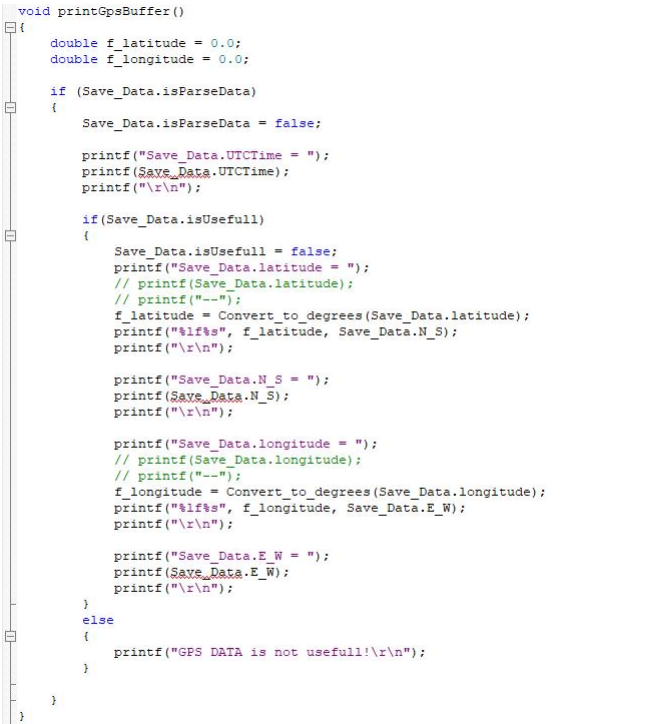 void printGpsBuffer()
{
    double f_latitude = 0.0;
    double f_longitude = 0.0;

    if (Save_Data.isParseData)
    {
        Save_Data.isParseData = false;

        printf("Save_Data.UTCTime = ");
        printf(Save_Data.UTCTime);
        printf("\r\n");

        if(Save_Data.isUsefull)
        {
            Save_Data.isUsefull = false;
            printf("Save_Data.latitude = ");
            // printf(Save_Data.latitude);
            // printf("--");
            f_latitude = Convert_to_degrees(Save_Data.latitude);
            printf("%lf%s", f_latitude, Save_Data.N_S);
            printf("\r\n");

            printf("Save_Data.N_S = ");
            printf(Save_Data.N_S);
            printf("\r\n");

            printf("Save_Data.longitude = ");
            // printf(Save_Data.longitude);
            // printf("--");
            f_longitude = Convert_to_degrees(Save_Data.longitude);
            printf("%lf%s", f_longitude, Save_Data.E_W);
            printf("\r\n");

            printf("Save_Data.E_W = ");
            printf(Save_Data.E_W);
            printf("\r\n");
        }
        else
        {
            printf("GPS DATA is not usefull!\r\n");
        }

    }
}